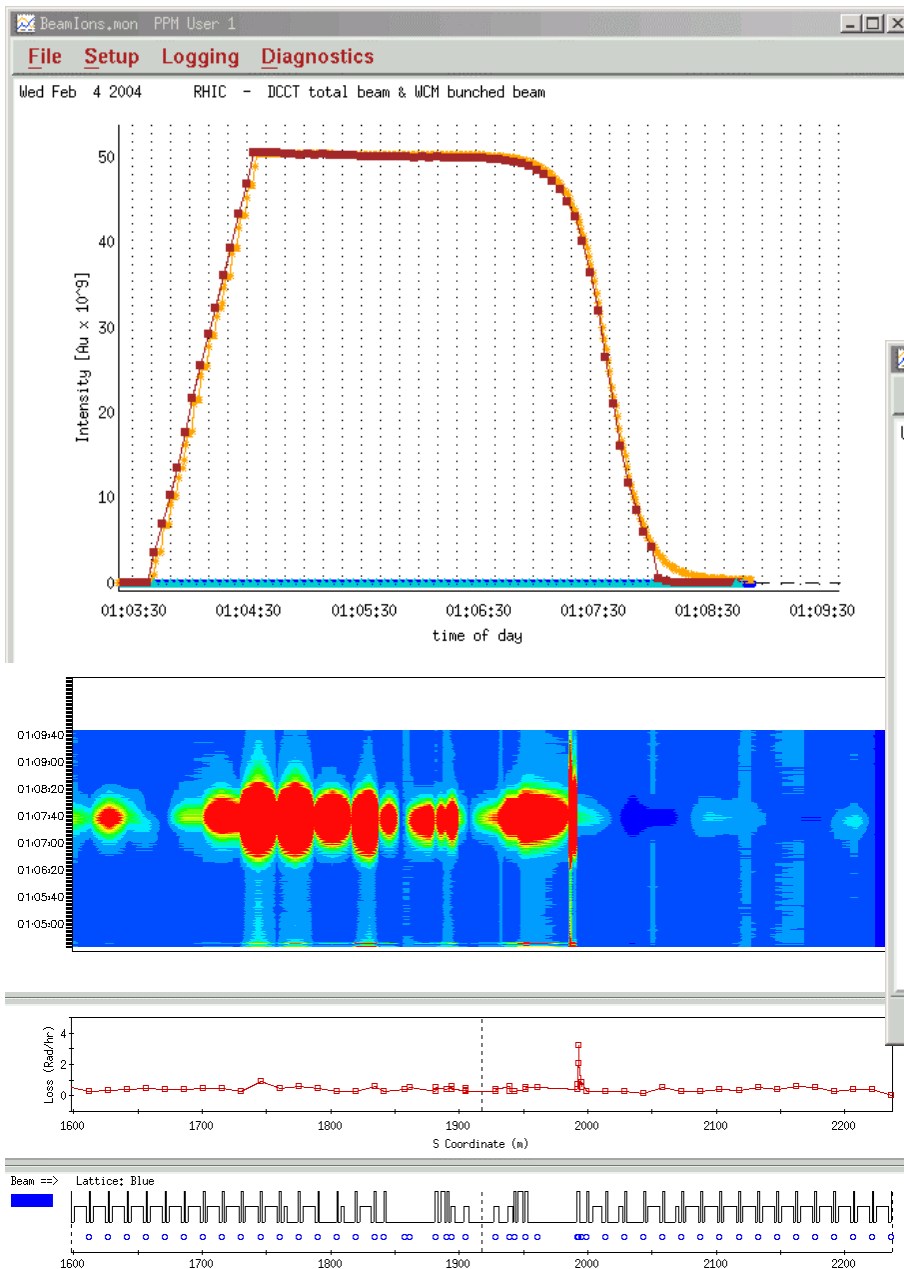 BeamIons.mon PPM User 1
File Setup Logging Diagnostics
Wed Feb 4 2004 RHIC - DCCT total beam & WCM bunched beam
50
40
30
20
10
0
Intensity [Au x 10^9]
01:03:30 01:04:30 01:05:30 01:06:30 01:07:30 01:08:30 01:09:30
time of day
01:09:40
01:09:00
01:08:20
01:07:40
01:07:00
01:06:20
01:05:40
01:05:00
4
2
0
Loss (Rad/hr)
1600 1700 1800 1900 2000 2100 2200
S Coordinate (m)
Beam ==> Lattice: Blue
1600 1700 1800 1900 2000 2100 2200